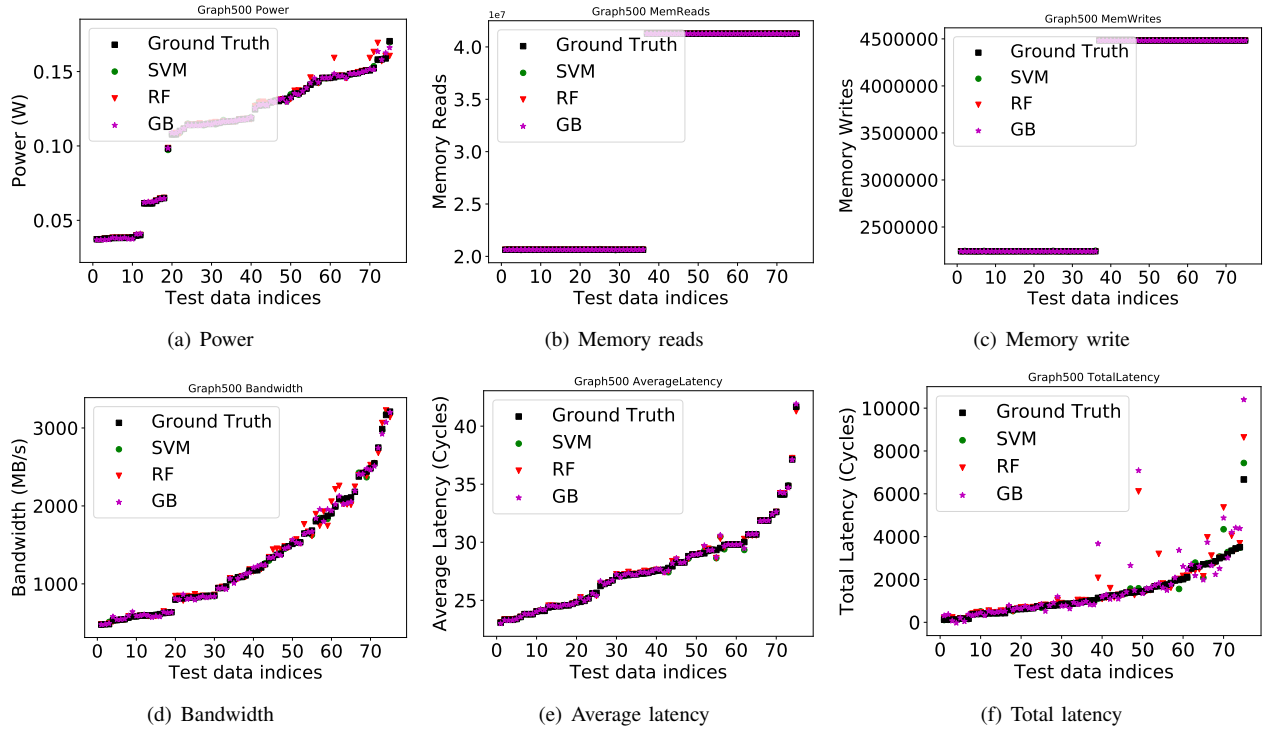 Graph500 Power
Ground Truth
SVM
RF
GB
0.15
0.10
0.05
Power (W)
0 10 20 30 40 50 60 70
Test data indices
(a) Power
Graph500 MemReads
1e7
Ground Truth
SVM
RF
GB
4.0
3.5
3.0
2.5
2.0
Memory Reads
0 10 20 30 40 50 60 70
Test data indices
(b) Memory reads
Graph500 MemWrites
Ground Truth
SVM
RF
GB
4500000
4000000
3500000
3000000
2500000
Memory Writes
0 10 20 30 40 50 60 70
Test data indices
(c) Memory write
Graph500 Bandwidth
Ground Truth
SVM
RF
GB
3000
2000
1000
Bandwidth (MB/s)
0 10 20 30 40 50 60 70
Test data indices
(d) Bandwidth
Graph500 AverageLatency
Ground Truth
SVM
RF
GB
40
35
30
25
Average Latency (Cycles)
0 10 20 30 40 50 60 70
Test data indices
(e) Average latency
Graph500 TotalLatency
Ground Truth
SVM
RF
GB
10000
8000
6000
4000
2000
0
Total Latency (Cycles)
0 10 20 30 40 50 60 70
Test data indices
(f) Total latency